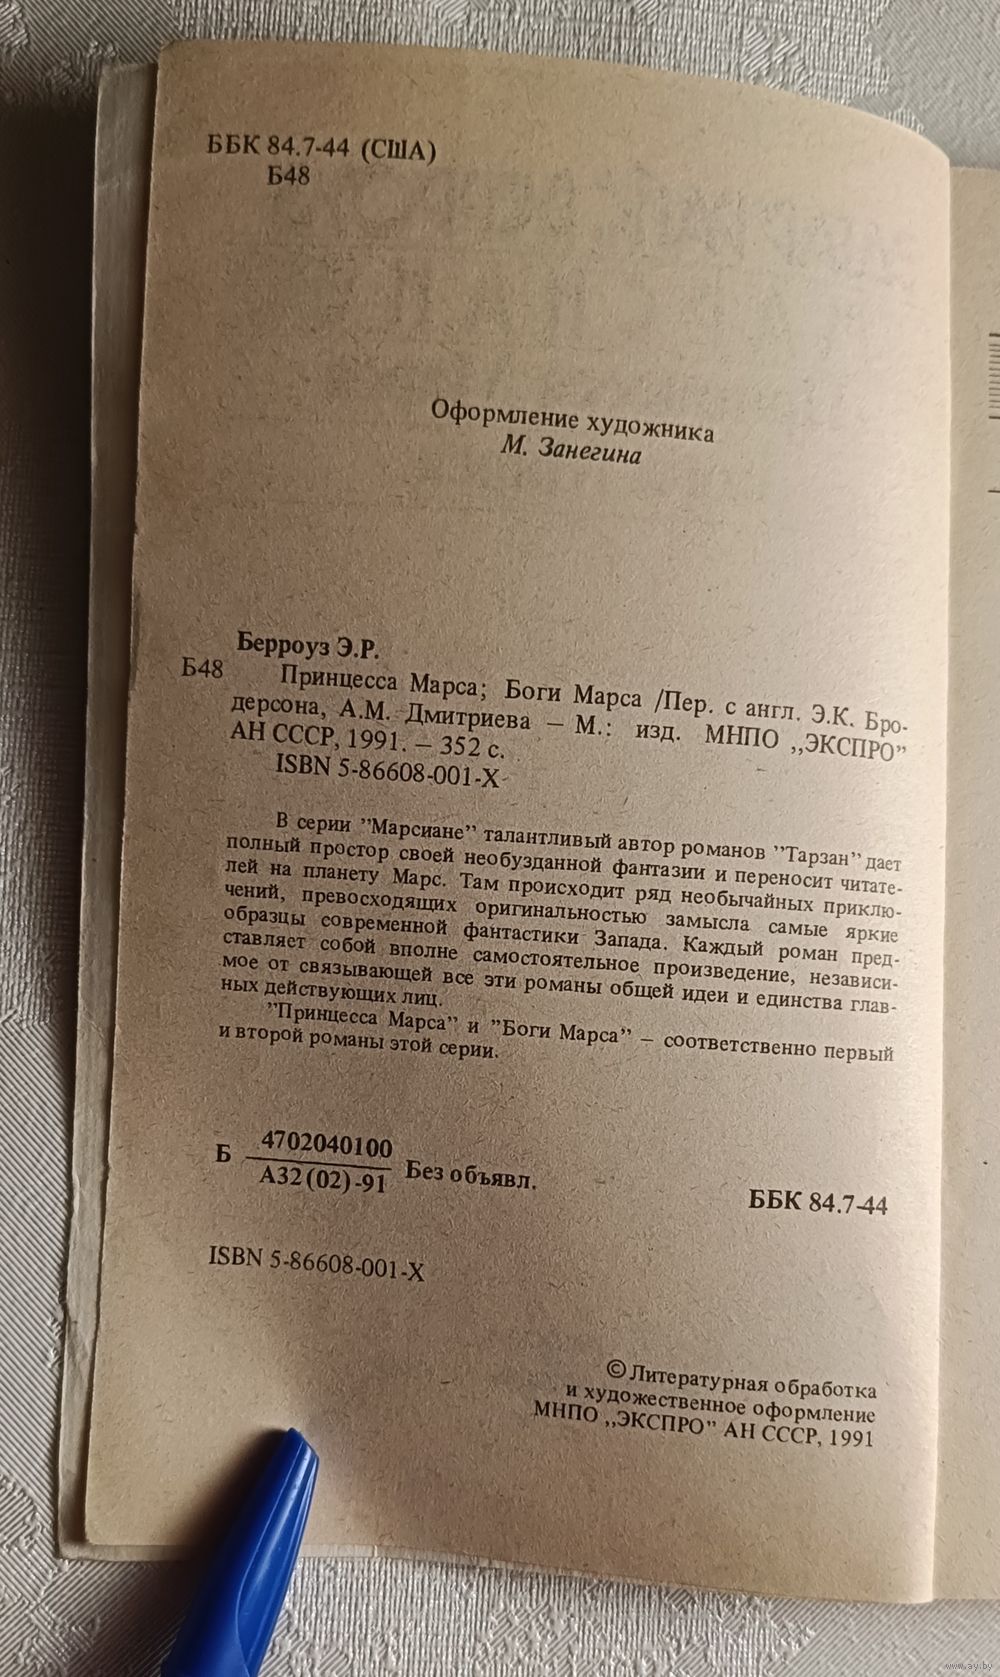 ББК 84.7-44 (США)
Б48
Оформление художника
М. Занегина
Берроуз Э.Р.
Б48 Принцесса Марса; Боги Марса /Пер. с англ. Э.К. Бро-
дерсона, А.М. Дмитриева – М.: изд. МНПО ,,ЭКСПРО”
АН СССР, 1991. – 352 с.
ISBN 5-86608-001-X
В серии ”Марсиане” талантливый автор романов ”Тарзан” дает
полный простор своей необузданной фантазии и переносит читате-
лей на планету Марс. Там происходит ряд необычайных приклю-
чений, превосходящих оригинальностью замысла самые яркие
образцы современной фантастики Запада. Каждый роман пред-
ставляет собой вполне самостоятельное произведение, независи-
мое от связывающей все эти романы общей идеи и единства глав-
ных действующих лиц.
”Принцесса Марса” и ”Боги Марса” – соответственно первый
и второй романы этой серии.
Б 4702040100
А32(02)-91 Без объявл.
ББК 84.7-44
ISBN 5-86608-001-X
© Литературная обработка
и художественное оформление
МНПО ,,ЭКСПРО” АН СССР, 1991
www.ay.by